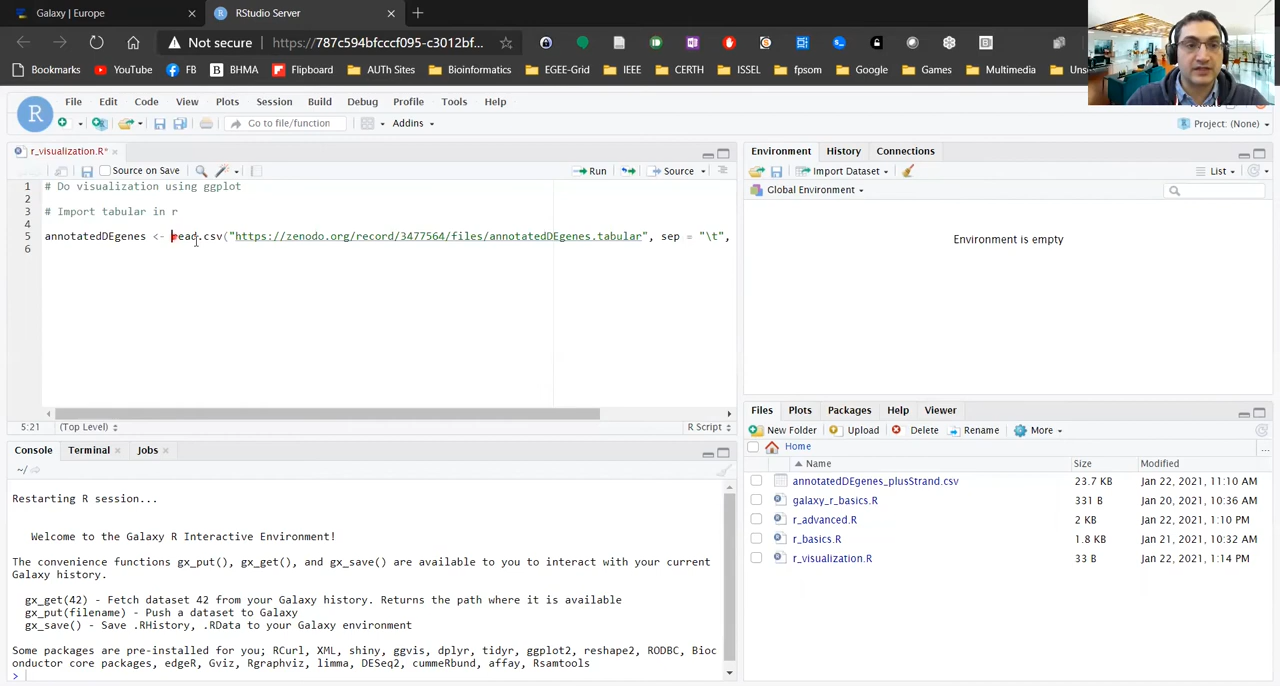 Galaxy | Europe × RStudio Server × +
Not secure https://787c594bfcccf095-c3012bf...
Bookmarks YouTube FB BHMA Flipboard AUTh Sites Bioinformatics EGEE-Grid IEEE CERTH ISSEL fpsom Google Games Multimedia
File Edit Code View Plots Session Build Debug Profile Tools Help
Go to file/function Addins Project: (None)
r_visualization.R* ×
Source on Save Run Source
1 # Do visualization using ggplot
2
3 # Import tabular in r
4
5 annotatedDEgenes <- read.csv("https://zenodo.org/record/3477564/files/annotatedDEgenes.tabular", sep = "\t",
6
5:21 (Top Level) R Script
Console Terminal × Jobs ×
~/
Restarting R session...
Welcome to the Galaxy R Interactive Environment!
The convenience functions gx_put(), gx_get(), and gx_save() are available to you to interact with your current
Galaxy history.
gx_get(42) - Fetch dataset 42 from your Galaxy history. Returns the path where it is available
gx_put(filename) - Push a dataset to Galaxy
gx_save() - Save .RHistory, .RData to your Galaxy environment
Some packages are pre-installed for you; RCurl, XML, shiny, ggvis, dplyr, tidyr, ggplot2, reshape2, RODBC, Bioc
onductor core packages, edgeR, Gviz, Rgraphviz, limma, DESeq2, cummeRbund, affay, Rsamtools
>
Environment History Connections
Import Dataset List
Global Environment
Environment is empty
Files Plots Packages Help Viewer
New Folder Upload Delete Rename More
Home ...
Name Size Modified
annotatedDEgenes_plusStrand.csv 23.7 KB Jan 22, 2021, 11:10 AM
galaxy_r_basics.R 331 B Jan 20, 2021, 10:36 AM
r_advanced.R 2 KB Jan 22, 2021, 1:10 PM
r_basics.R 1.8 KB Jan 21, 2021, 10:32 AM
r_visualization.R 33 B Jan 22, 2021, 1:14 PM